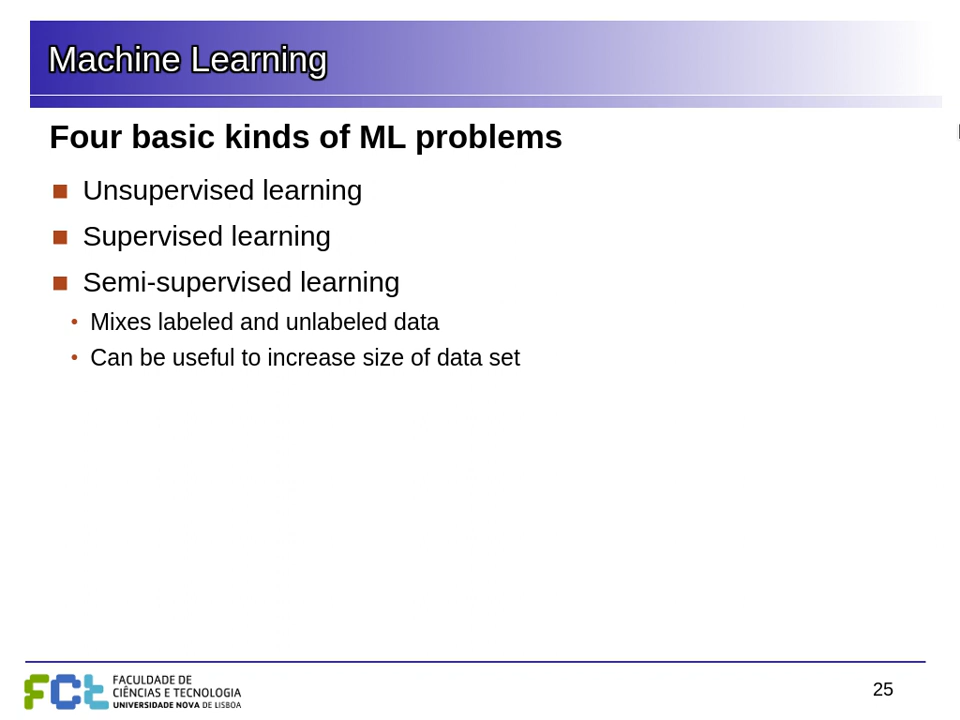 Machine Learning
Four basic kinds of ML problems
Unsupervised learning
Supervised learning
Semi-supervised learning
Mixes labeled and unlabeled data
Can be useful to increase size of data set
FCt
FACULDADE DE
CIÊNCIAS E TECNOLOGIA
UNIVERSIDADE NOVA DE LISBOA
25